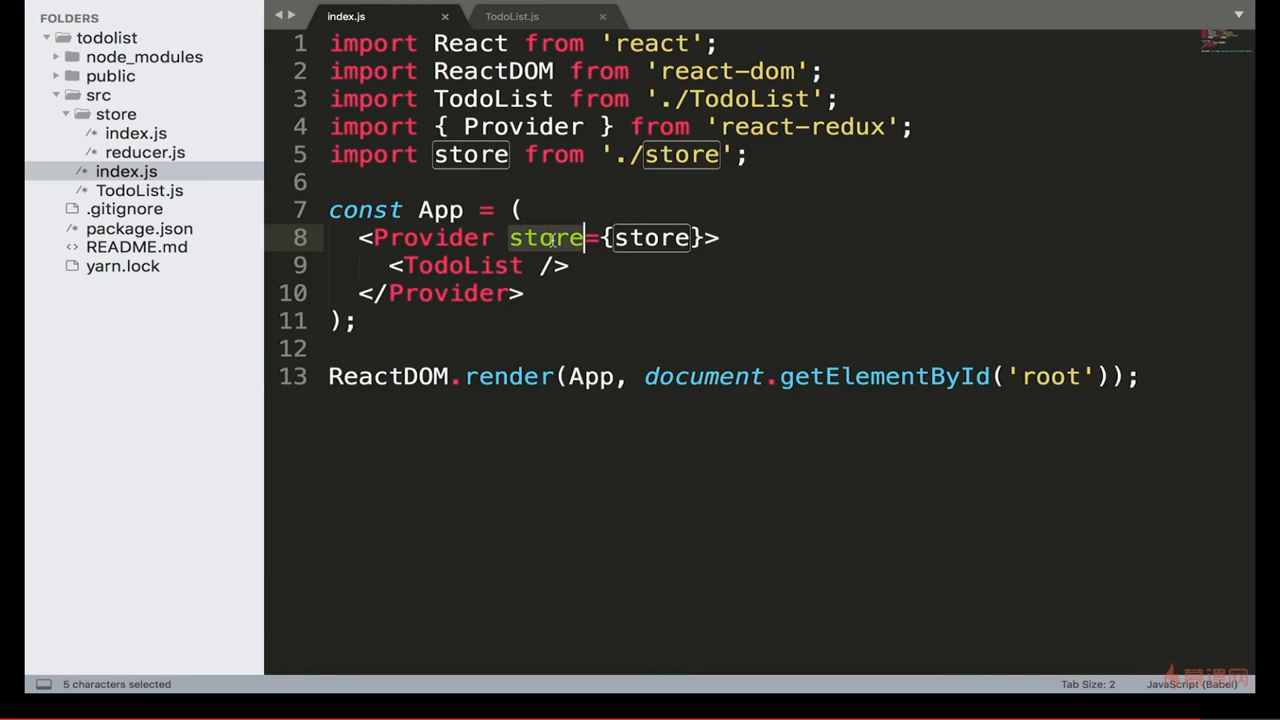 FOLDERS
todolist
node_modules
public
src
store
index.js
reducer.js
index.js
TodoList.js
.gitignore
package.json
README.md
yarn.lock
index.js
TodoList.js
1 import React from 'react';
2 import ReactDOM from 'react-dom';
3 import TodoList from './TodoList';
4 import { Provider } from 'react-redux';
5 import store from './store';
6
7 const App = (
8 <Provider store={store}>
9 <TodoList />
10 </Provider>
11 );
12
13 ReactDOM.render(App, document.getElementById('root'));
5 characters selected
Tab Size: 2
JavaScript (Babel)
慕课网